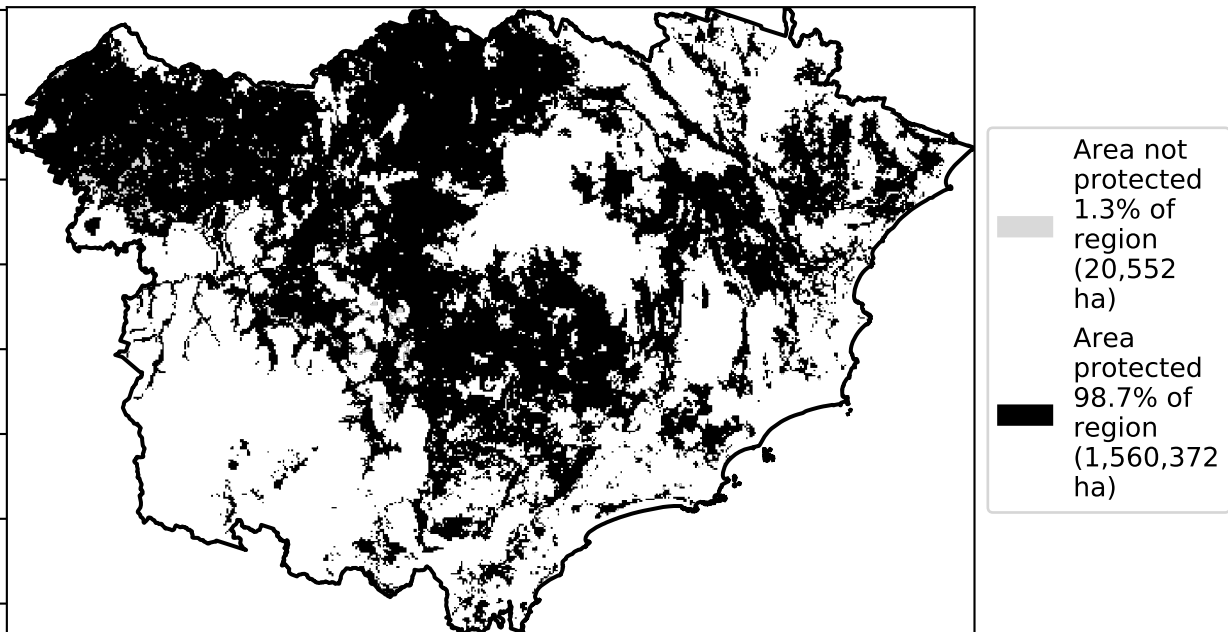 Area not
protected
1.3% of
region
(20,552
ha)
Area
protected
98.7% of
region
(1,560,372
ha)